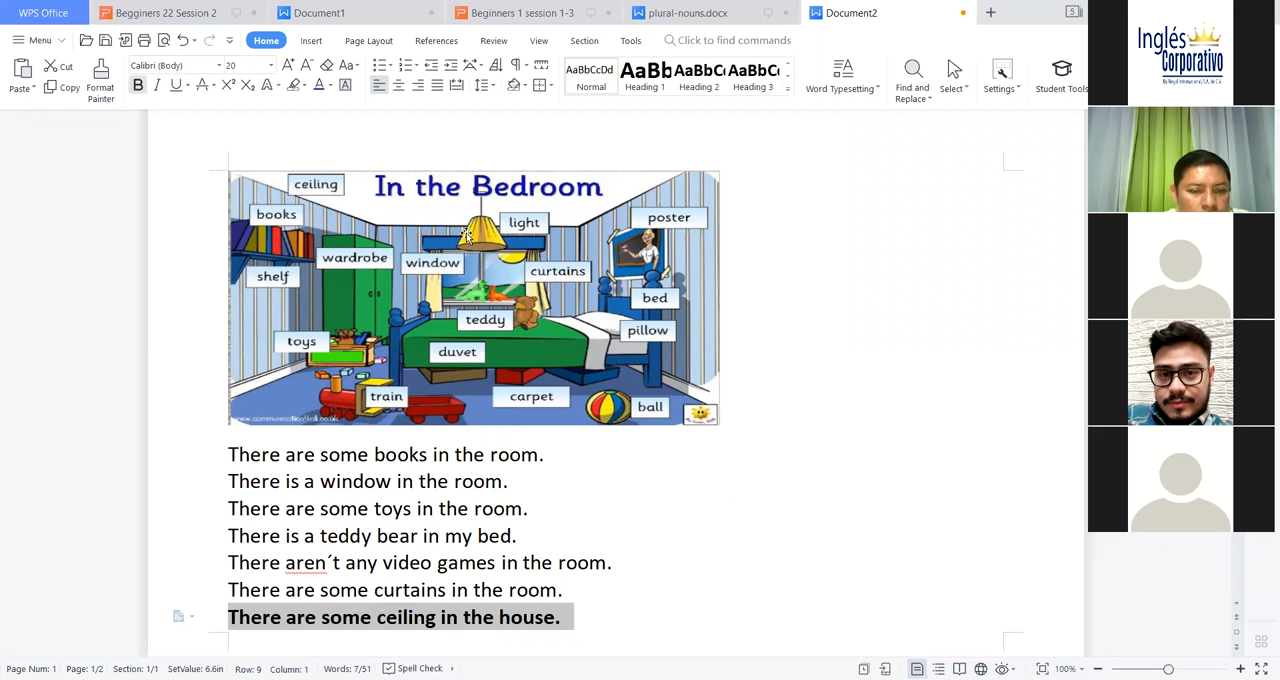 WPS Office
Begginers 22 Session 2
Document1
Beginners 1 session 1-3
plural-nouns.docx
Document2
Menu
Home
Insert
Page Layout
References
Review
View
Section
Tools
Click to find commands
Paste
Cut
Copy
Format Painter
Calibri (Body)
20
AaBbCcDd
Normal
AaBb
Heading 1
AaBbCc
Heading 2
AaBbCc
Heading 3
Word Typesetting
Find and Replace
Select
Settings
Student Tools
Inglés
Corporativo
In the Bedroom
ceiling
books
light
poster
wardrobe
window
curtains
shelf
bed
teddy
pillow
toys
duvet
train
carpet
ball
There are some books in the room.
There is a window in the room.
There are some toys in the room.
There is a teddy bear in my bed.
There aren´t any video games in the room.
There are some curtains in the room.
There are some ceiling in the house.
Page Num: 1
Page: 1/2
Section: 1/1
SetValue: 6.6in
Row: 9
Column: 1
Words: 7/51
Spell Check
100%